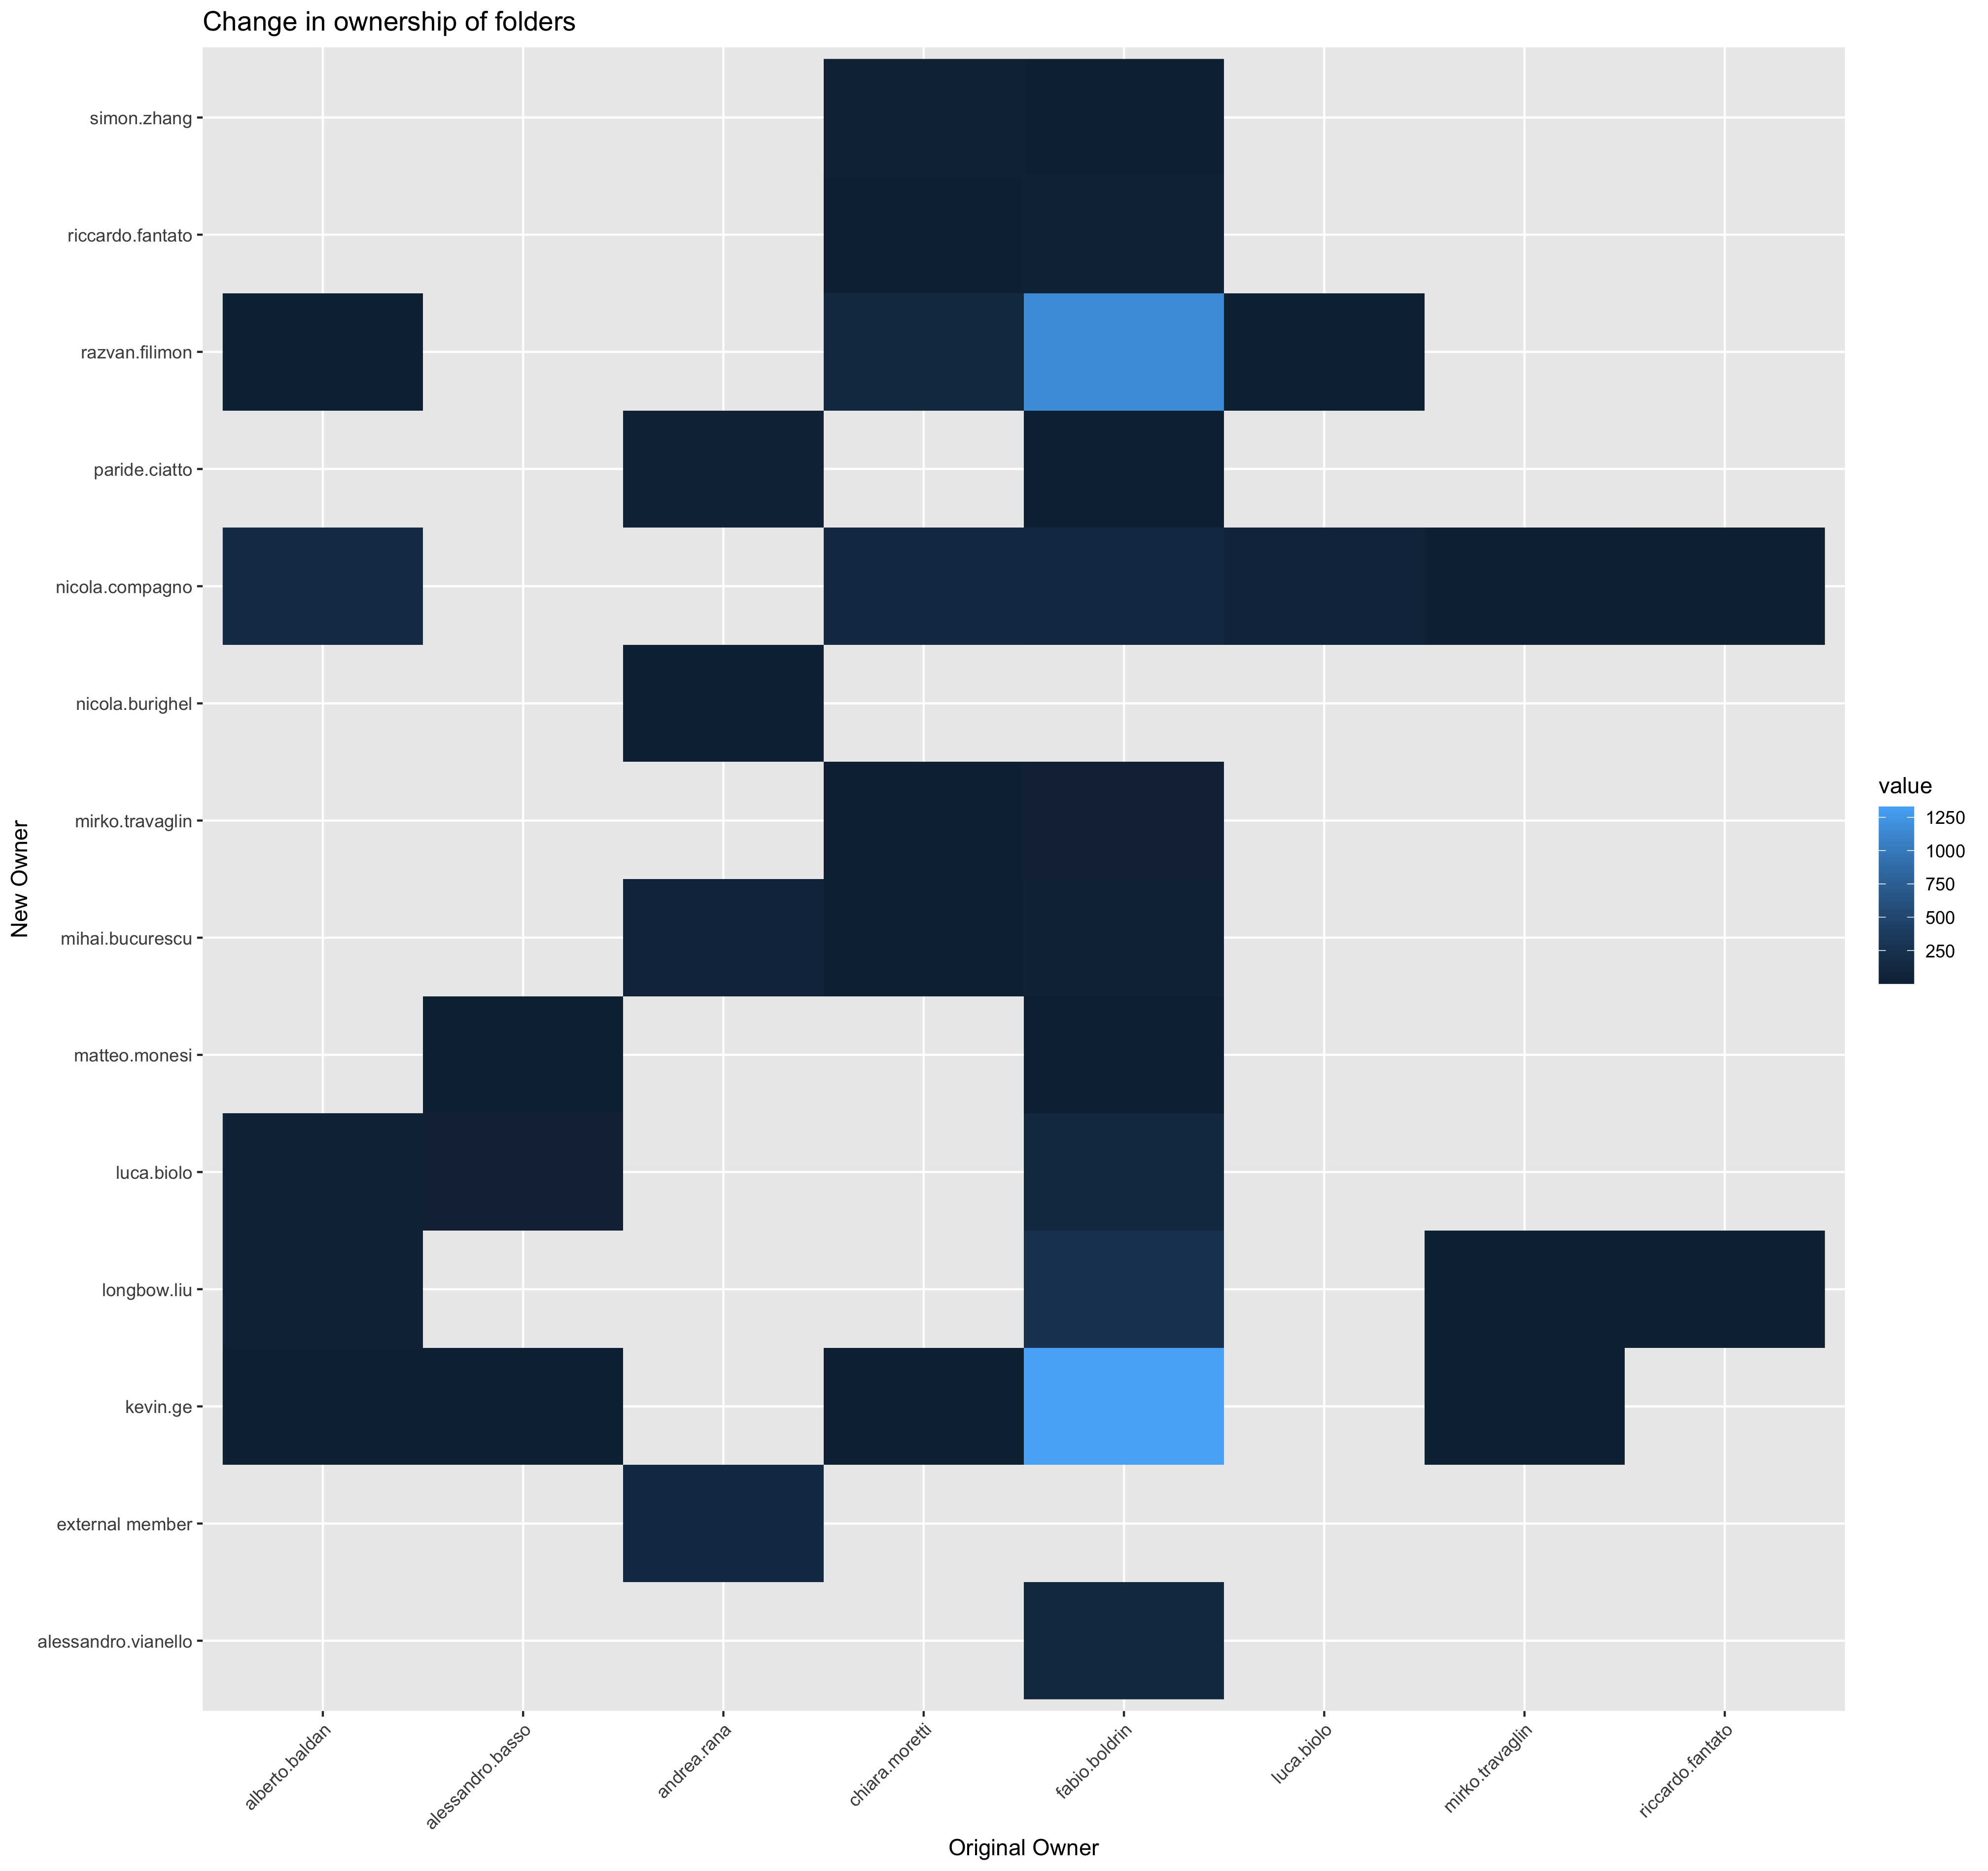 Change in ownership of folders
simon.zhang
riccardo.fantato
razvan.filimon
paride.ciatto
nicola.compagno
nicola.burighel
mirko.travaglin
mihai.bucurescu
matteo.monesi
luca.biolo
longbow.liu
kevin.ge
external member
alessandro.vianello
New Owner
alberto.baldan
alessandro.basso
andrea.rana
chiara.moretti
fabio.boldrin
luca.biolo
mirko.travaglin
riccardo.fantato
Original Owner
value
1250
1000
750
500
250